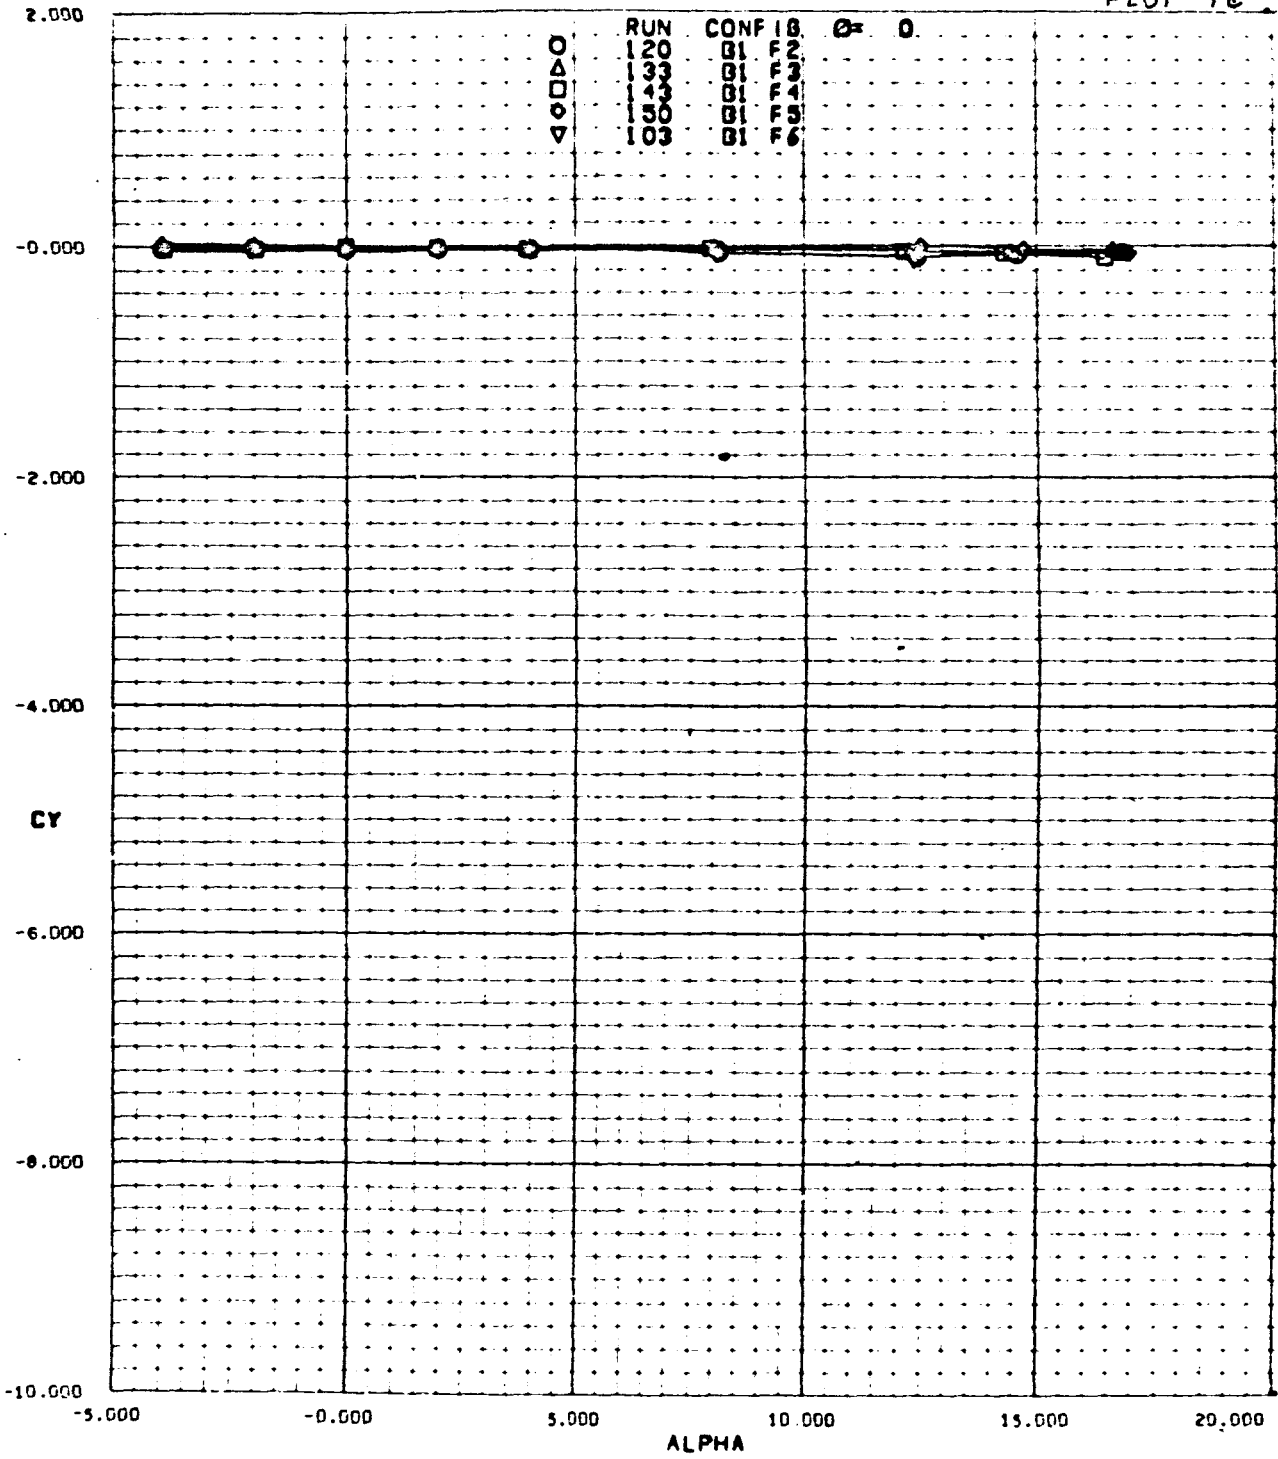 2.000
RUN CONFIG Ø= 0
120 B1 F2
133 B1 F3
143 B1 F4
150 B1 F5
103 B1 F6
-0.000
-2.000
-4.000
CY
-6.000
-8.000
-10.000
-5.000 -0.000 5.000 10.000 15.000 20.000
ALPHA